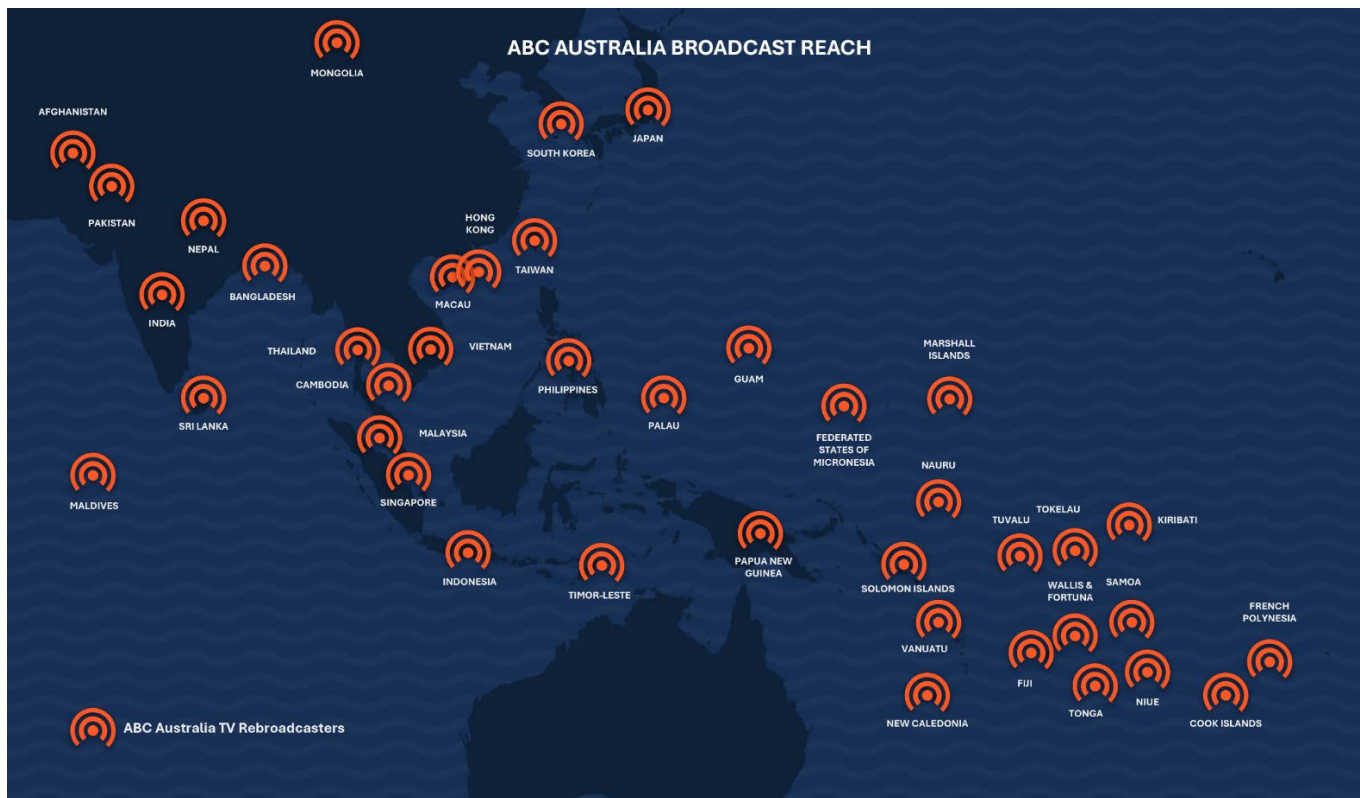 ABC AUSTRALIA BROADCAST REACH
MONGOLIA
AFGHANISTAN
JAPAN
SOUTH KOREA
PAKISTAN
HONG
KONG
NEPAL
TAIWAN
BANGLADESH
MACAU
INDIA
THAILAND
VIETNAM
MARSHALL
ISLANDS
CAMBODIA
PHILIPPINES
GUAM
SRI LANKA
PALAU
MALAYSIA
FEDERATED
STATES OF
MICRONESIA
NAURU
MALDIVES
SINGAPORE
TOKELAU
TUVALU
KIRIBATI
PAPUA NEW
GUINEA
INDONESIA
TIMOR-LESTE
SOLOMON ISLANDS
WALLIS &
FORTUNA
SAMOA
FRENCH
POLYNESIA
VANUATU
FIJI
NIUE
TONGA
NEW CALEDONIA
COOK ISLANDS
ABC Australia TV Rebroadcasters